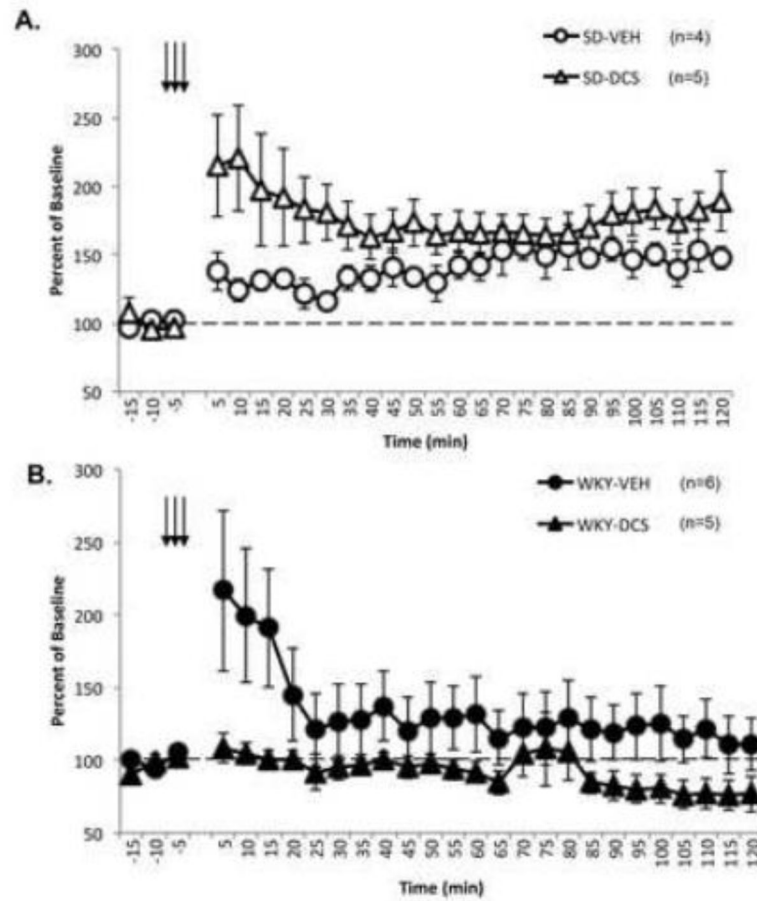 A.
SD-VEH (n=4)
SD-DCS (n=5)
300
250
200
150
100
50
Percent of Baseline
-15 -10 -5 5 10 15 20 25 30 35 40 45 50 55 60 65 70 75 80 85 90 95 100 105 110 115 120
Time (min)
B.
WKY-VEH (n=6)
WKY-DCS (n=5)
300
250
200
150
100
50
Percent of Baseline
-15 -10 -5 5 10 15 20 25 30 35 40 45 50 55 60 65 70 75 80 85 90 95 100 105 110 115 120
Time (min)